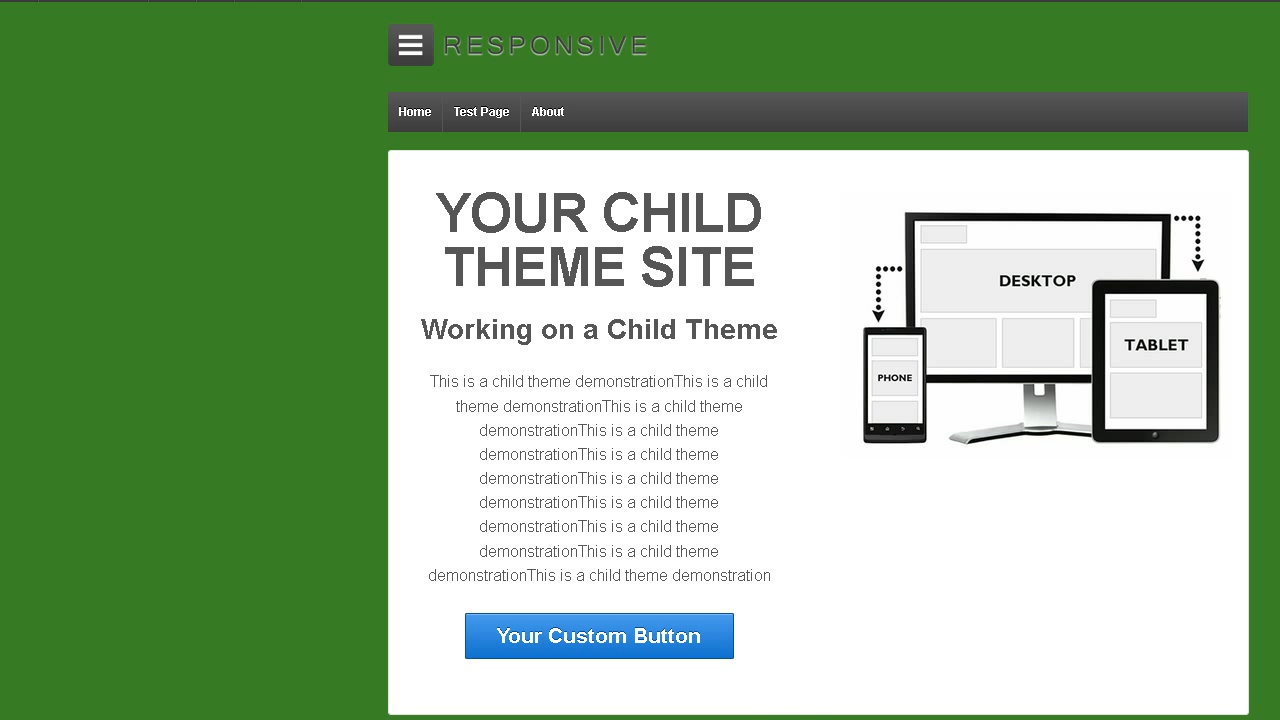 RESPONSIVE
Home Test Page About
YOUR CHILD
THEME SITE
Working on a Child Theme
This is a child theme demonstrationThis is a child
theme demonstrationThis is a child theme
demonstrationThis is a child theme
demonstrationThis is a child theme
demonstrationThis is a child theme
demonstrationThis is a child theme
demonstrationThis is a child theme
demonstrationThis is a child theme
demonstrationThis is a child theme demonstration
Your Custom Button
DESKTOP
TABLET
PHONE